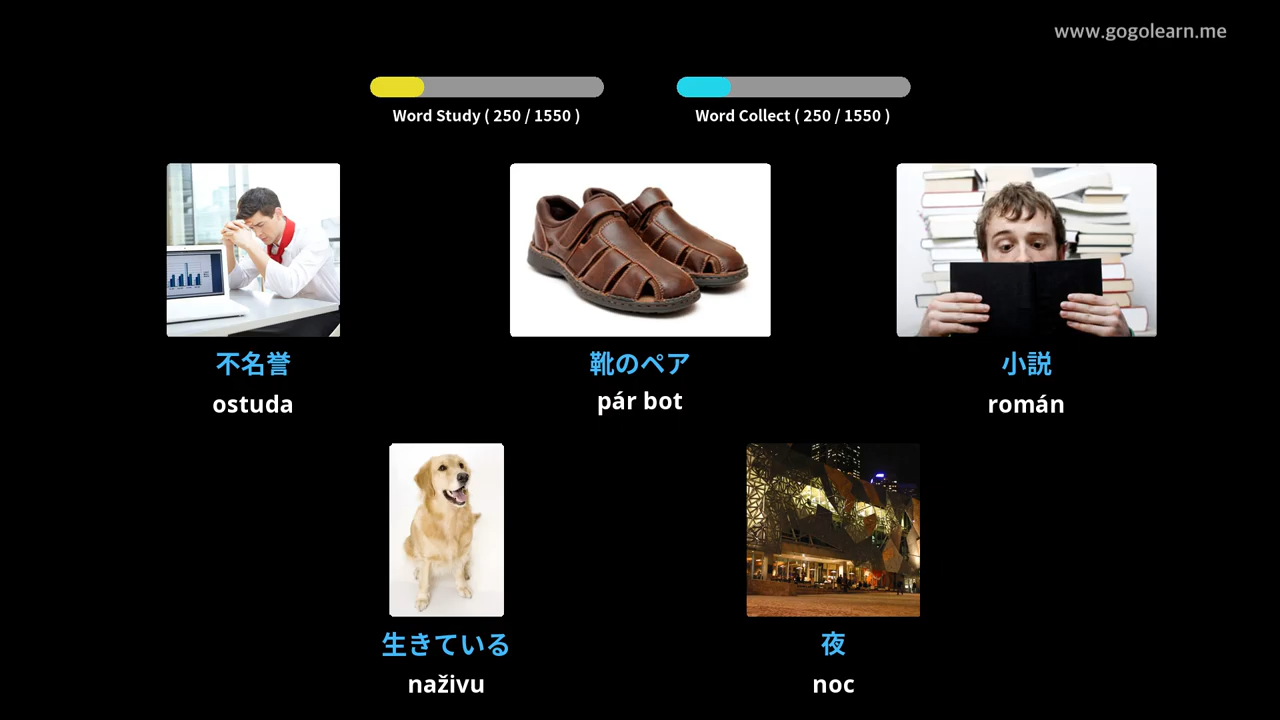 www.gogolearn.me
Word Study ( 250 / 1550 )
Word Collect ( 250 / 1550 )
不名誉
ostuda
靴のペア
pár bot
小説
román
生きている
naživu
夜
noc